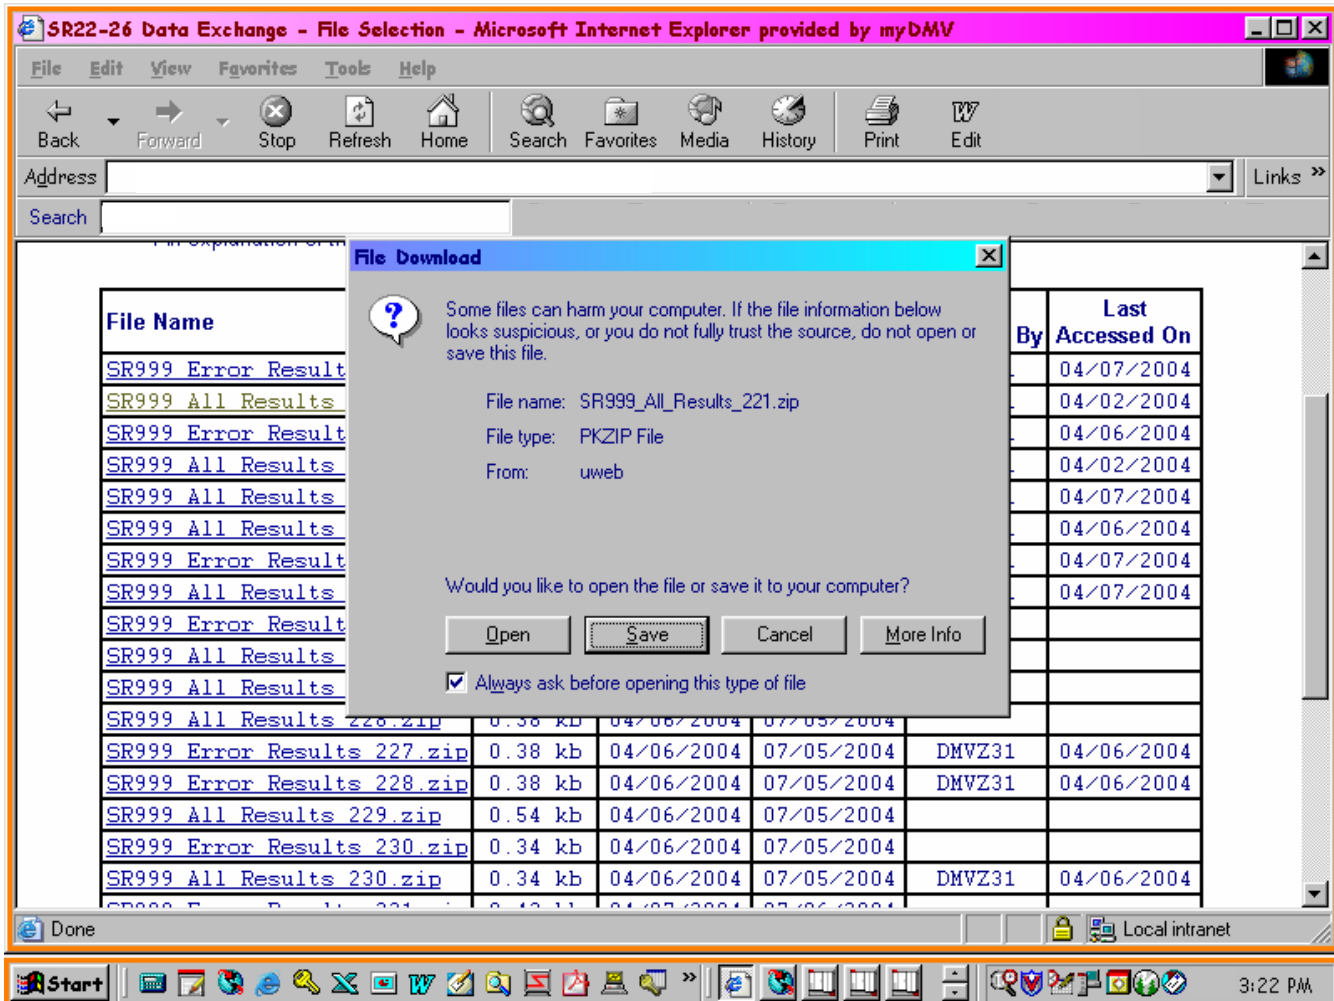 SR22-26 Data Exchange - File Selection - Microsoft Internet Explorer provided by myDMV
File Edit View Favorites Tools Help
Back Forward Stop Refresh Home Search Favorites Media History Print Edit
Address Links »
Search
File Download
Some files can harm your computer. If the file information below
looks suspicious, or you do not fully trust the source, do not open or
save this file.
File name: SR999_All_Results_221.zip
File type: PKZIP File
From: uweb
Would you like to open the file or save it to your computer?
Open Save Cancel More Info
Always ask before opening this type of file
File Name By Last
Accessed On
SR999 Error Result 04/07/2004
SR999 All Results 04/02/2004
SR999 Error Result 04/06/2004
SR999 All Results 04/02/2004
SR999 All Results 04/07/2004
SR999 All Results 04/06/2004
SR999 Error Result 04/07/2004
SR999 All Results 04/07/2004
SR999 Error Result
SR999 All Results
SR999 All Results
SR999 All Results 228.zip 0.38 kb 04/06/2004 07/05/2004
SR999 Error Results 227.zip 0.38 kb 04/06/2004 07/05/2004 DMVZ31 04/06/2004
SR999 Error Results 228.zip 0.38 kb 04/06/2004 07/05/2004 DMVZ31 04/06/2004
SR999 All Results 229.zip 0.54 kb 04/06/2004 07/05/2004
SR999 Error Results 230.zip 0.34 kb 04/06/2004 07/05/2004
SR999 All Results 230.zip 0.34 kb 04/06/2004 07/05/2004 DMVZ31 04/06/2004
Done Local intranet
Start » 3:22 PM